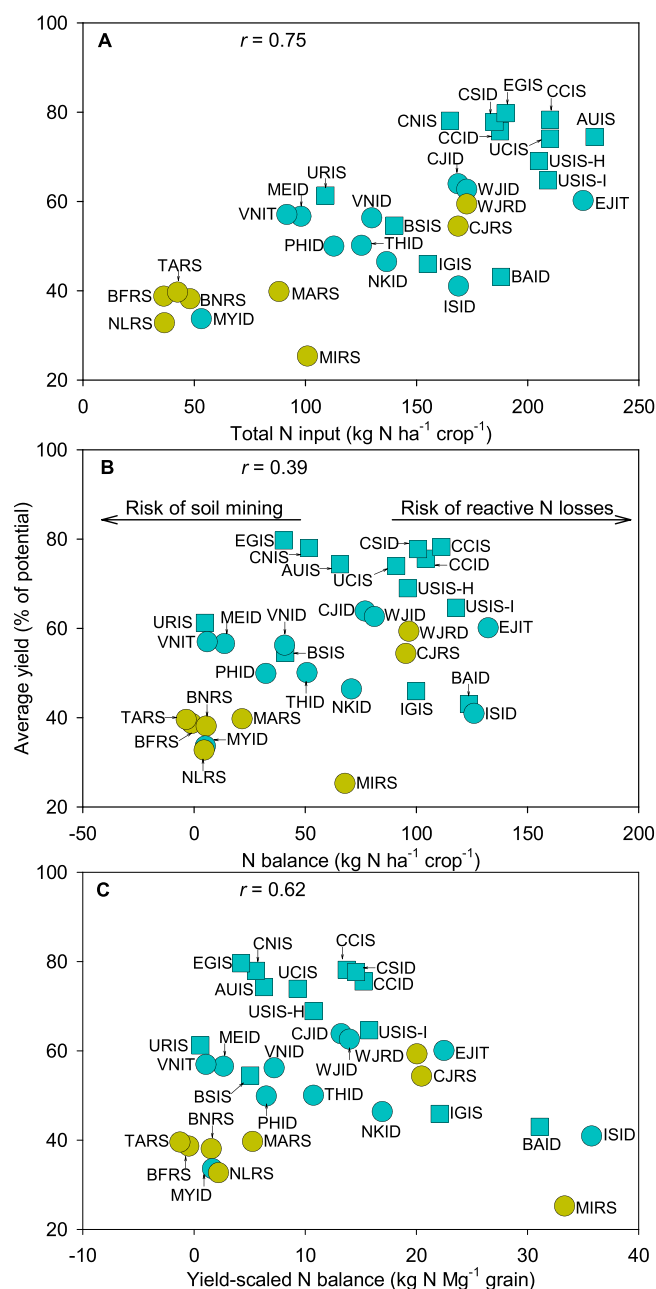 100
A
r = 0.75
EGIS
CSID
CCIS
80
CNIS
AUIS
CCID
UCIS
CJID
USIS-H
URIS
MEID
VNID
WJID
USIS-I
60
VNIT
WJRD
EJIT
BSIS
CJRS
PHID
THID
TARS
NKID
IGIS
BAID
BFRS
BNRS
MARS
ISID
40
NLRS
MYID
MIRS
20
0 50 100 150 200 250
Total N input (kg N ha⁻¹ crop⁻¹)
Average yield (% of potential)
100
B
r = 0.39
Risk of soil mining
Risk of reactive N losses
80
EGIS
CSID
CCIS
CNIS
CCID
AUIS
UCIS
USIS-H
URIS
MEID
VNID
CJID
WJID
USIS-I
60
VNIT
WJRD
EJIT
BSIS
CJRS
PHID
BAID
THID
NKID
IGIS
ISID
BNRS
TARS
MARS
40
BFRS
MYID
NLRS
MIRS
20
-50 0 50 100 150 200
N balance (kg N ha⁻¹ crop⁻¹)
100
C
r = 0.62
CNIS
CCIS
80
EGIS
UCIS
CSID
AUIS
CCID
USIS-H
URIS
MEID
CJID
USIS-I
VNID
WJRD
60
VNIT
WJID
EJIT
BSIS
CJRS
THID
BNRS
PHID
NKID
IGIS
TARS
MARS
BAID
ISID
40
BFRS
NLRS
MYID
MIRS
20
-10 0 10 20 30 40
Yield-scaled N balance (kg N Mg⁻¹ grain)